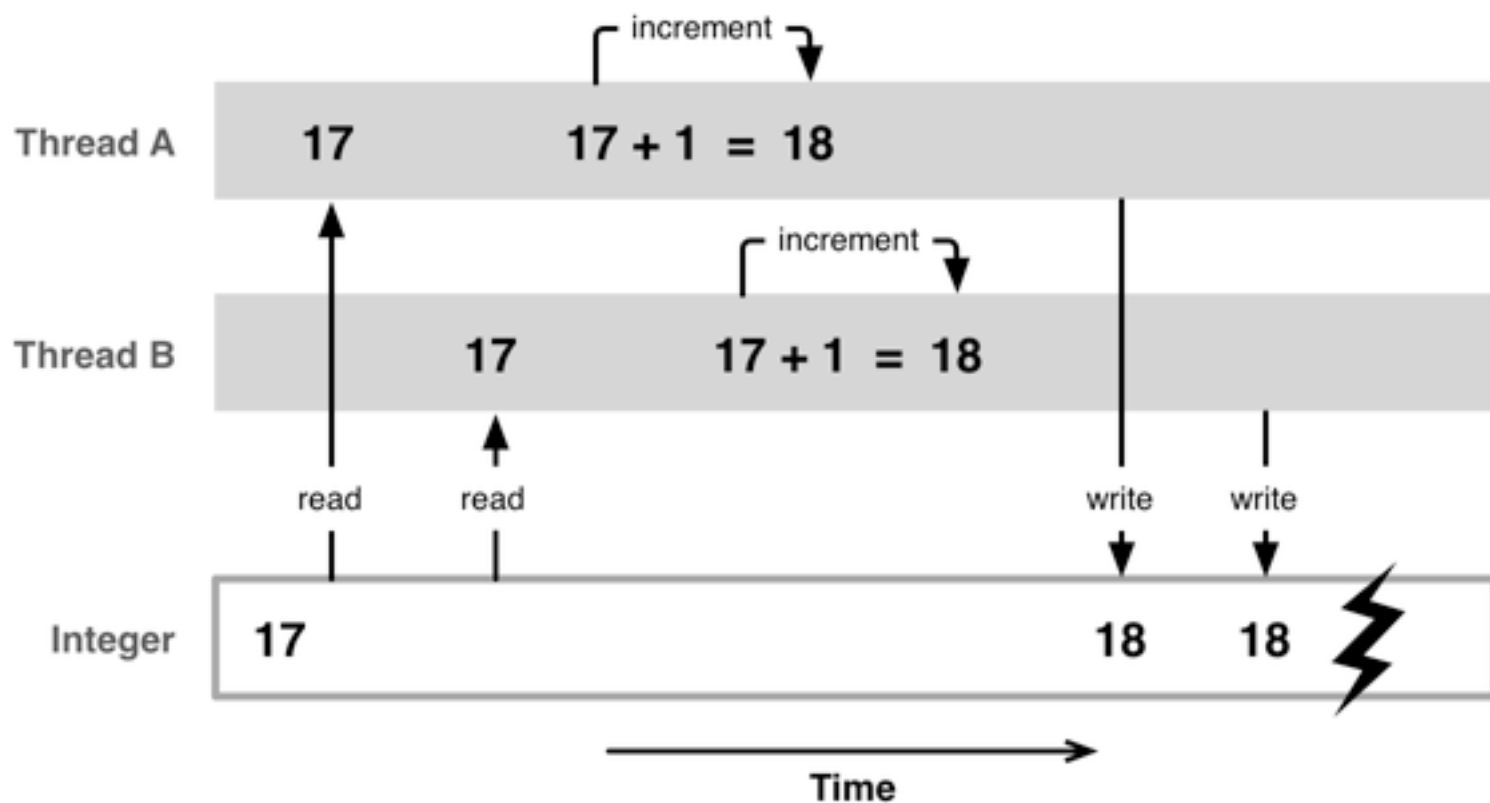 increment
Thread A 17 17 + 1 = 18
increment
Thread B 17 17 + 1 = 18
read read write write
Integer 17 18 18
Time